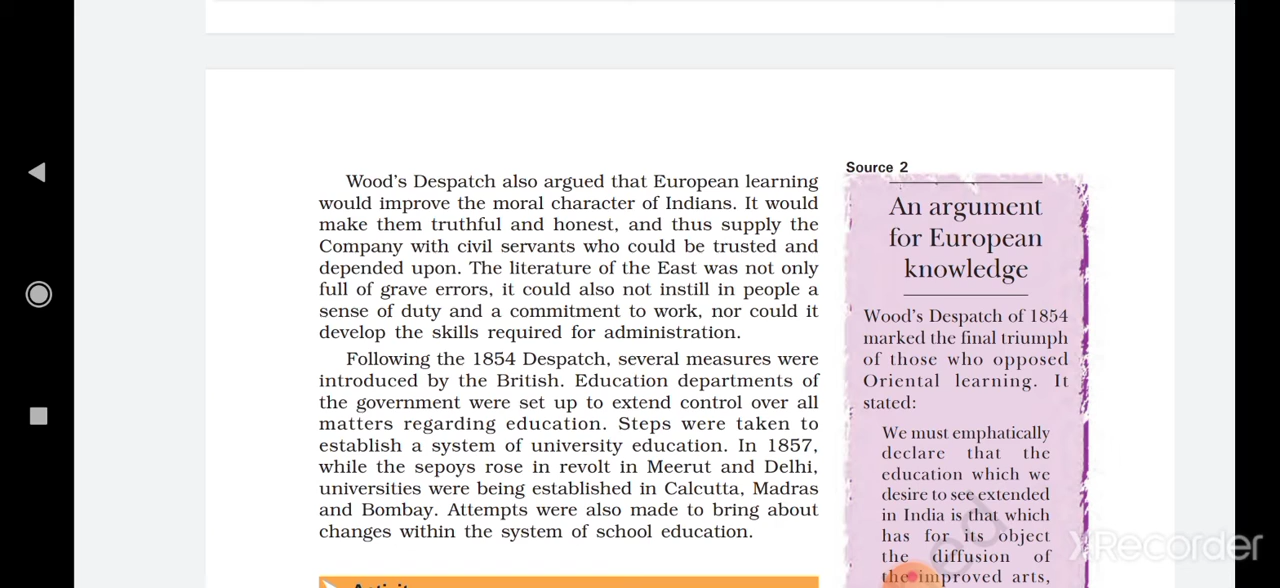 Wood's Despatch also argued that European learning
would improve the moral character of Indians. It would
make them truthful and honest, and thus supply the
Company with civil servants who could be trusted and
depended upon. The literature of the East was not only
full of grave errors, it could also not instill in people a
sense of duty and a commitment to work, nor could it
develop the skills required for administration.
Following the 1854 Despatch, several measures were
introduced by the British. Education departments of
the government were set up to extend control over all
matters regarding education. Steps were taken to
establish a system of university education. In 1857,
while the sepoys rose in revolt in Meerut and Delhi,
universities were being established in Calcutta, Madras
and Bombay. Attempts were also made to bring about
changes within the system of school education.
Source 2
An argument
for European
knowledge
Wood's Despatch of 1854
marked the final triumph
of those who opposed
Oriental learning. It
stated:
We must emphatically
declare that the
education which we
desire to see extended
in India is that which
has for its object
the diffusion of
the improved arts,
XRecorder